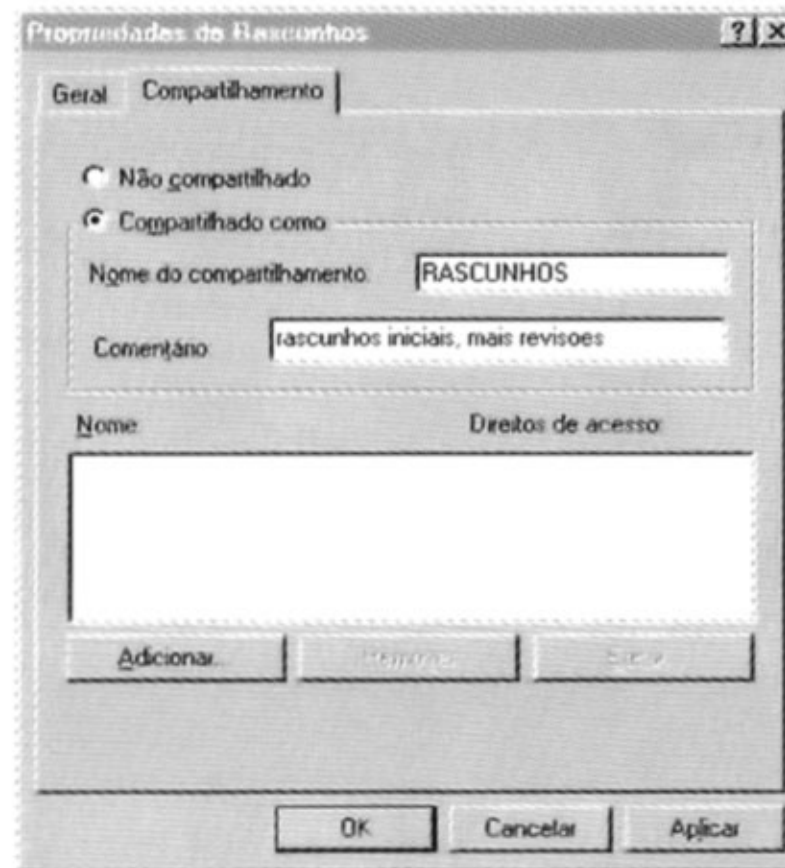 Propriedades de Rascunhos
Geral Compartilhamento
Não compartilhado
Compartilhado como
Nome do compartilhamento: RASCUNHOS
Comentário: rascunhos iniciais, mais revisoes
Nome: Direitos de acesso:
Adicionar... Remover
OK Cancelar Aplicar